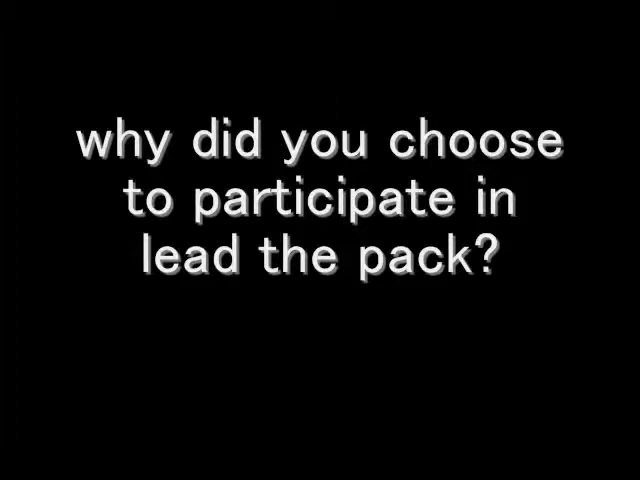 why did you choose
to participate in
lead the pack?